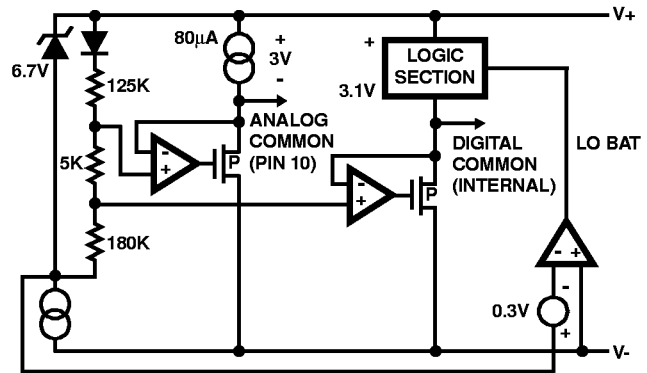 V+
80µA
+
3V
-
+
LOGIC
SECTION
6.7V
125K
3.1V
ANALOG
COMMON
(PIN 10)
DIGITAL
COMMON
(INTERNAL)
LO BAT
-
+
P
5K
-
+
P
180K
- +
-
0.3V
+
V-